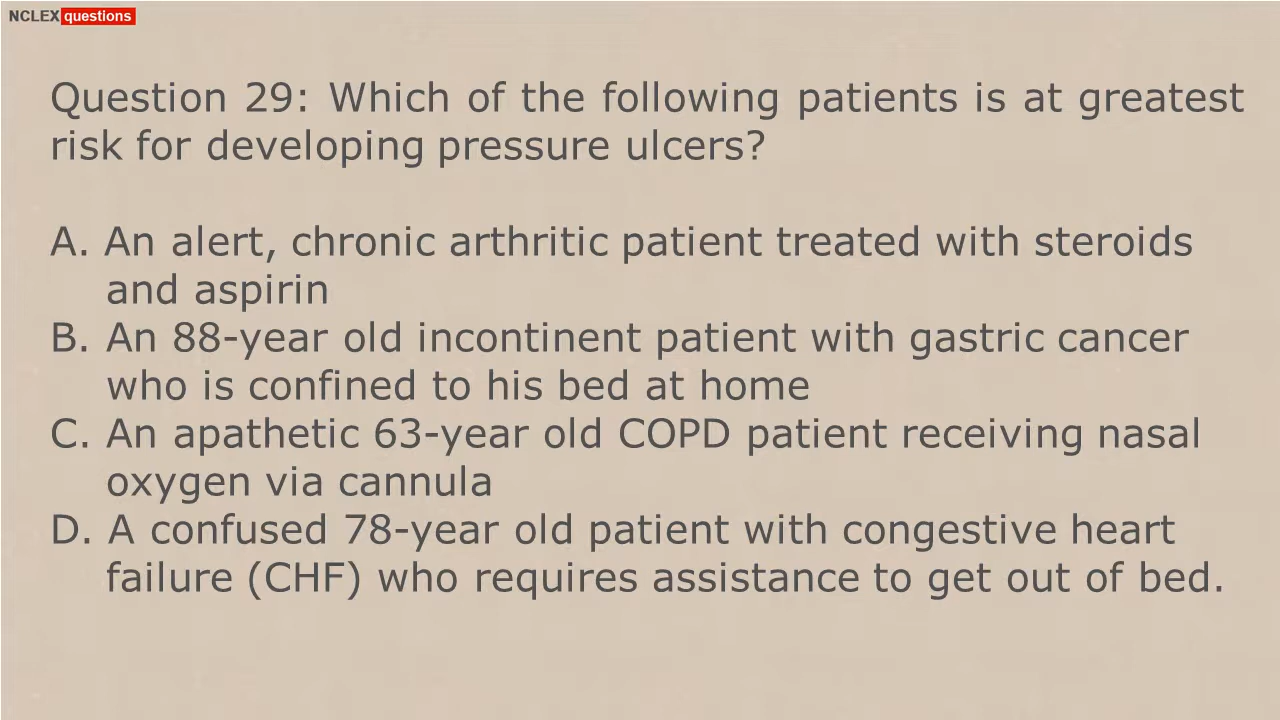 NCLEX questions
Question 29: Which of the following patients is at greatest
risk for developing pressure ulcers?
A. An alert, chronic arthritic patient treated with steroids
and aspirin
B. An 88-year old incontinent patient with gastric cancer
who is confined to his bed at home
C. An apathetic 63-year old COPD patient receiving nasal
oxygen via cannula
D. A confused 78-year old patient with congestive heart
failure (CHF) who requires assistance to get out of bed.